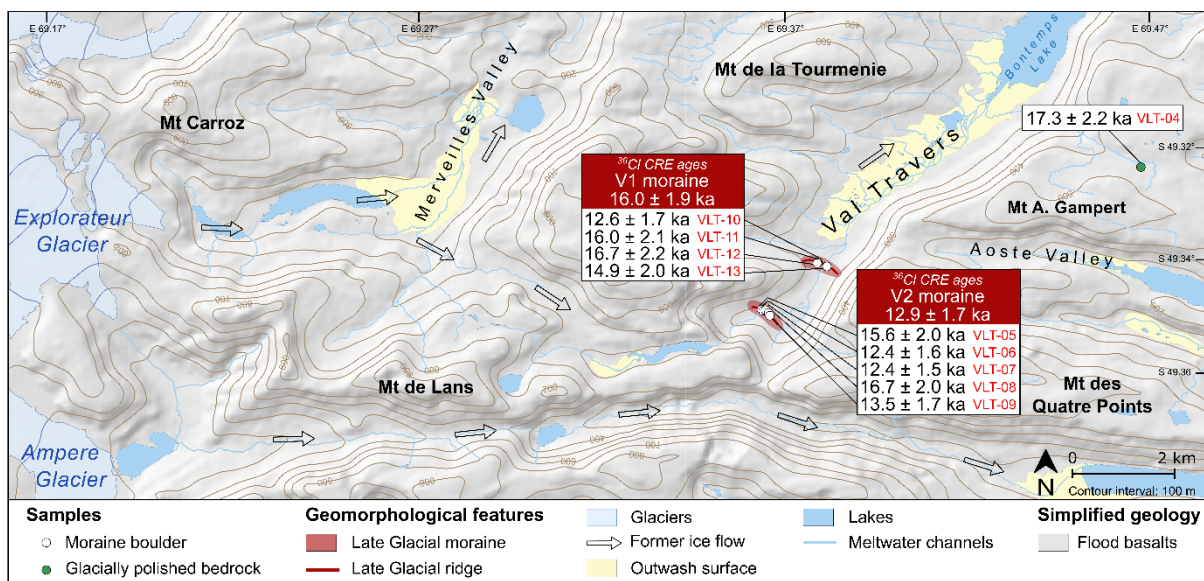 E 69.17°
E 69.27°
E 69.37°
E 69.47°
Mt Carroz
Merveilles Valley
Mt de la Tourmenie
Bontemps
Lake
17.3 ± 2.2 ka VLT-04
S 49.32°
Explorateur
Glacier
³⁶Cl CRE ages
V1 moraine
16.0 ± 1.9 ka
12.6 ± 1.7 ka VLT-10
16.0 ± 2.1 ka VLT-11
16.7 ± 2.2 ka VLT-12
14.9 ± 2.0 ka VLT-13
Val Travers
Mt A. Gampert
Aoste Valley
S 49.34°
³⁶Cl CRE ages
V2 moraine
12.9 ± 1.7 ka
15.6 ± 2.0 ka VLT-05
12.4 ± 1.6 ka VLT-06
12.4 ± 1.5 ka VLT-07
16.7 ± 2.0 ka VLT-08
13.5 ± 1.7 ka VLT-09
S 49.36°
Mt de Lans
Mt des
Quatre Points
Ampere
Glacier
0 2 km
N
Contour interval: 100 m
Samples
Moraine boulder
Glacially polished bedrock
Geomorphological features
Late Glacial moraine
Late Glacial ridge
Glaciers
Former ice flow
Outwash surface
Lakes
Meltwater channels
Simplified geology
Flood basalts